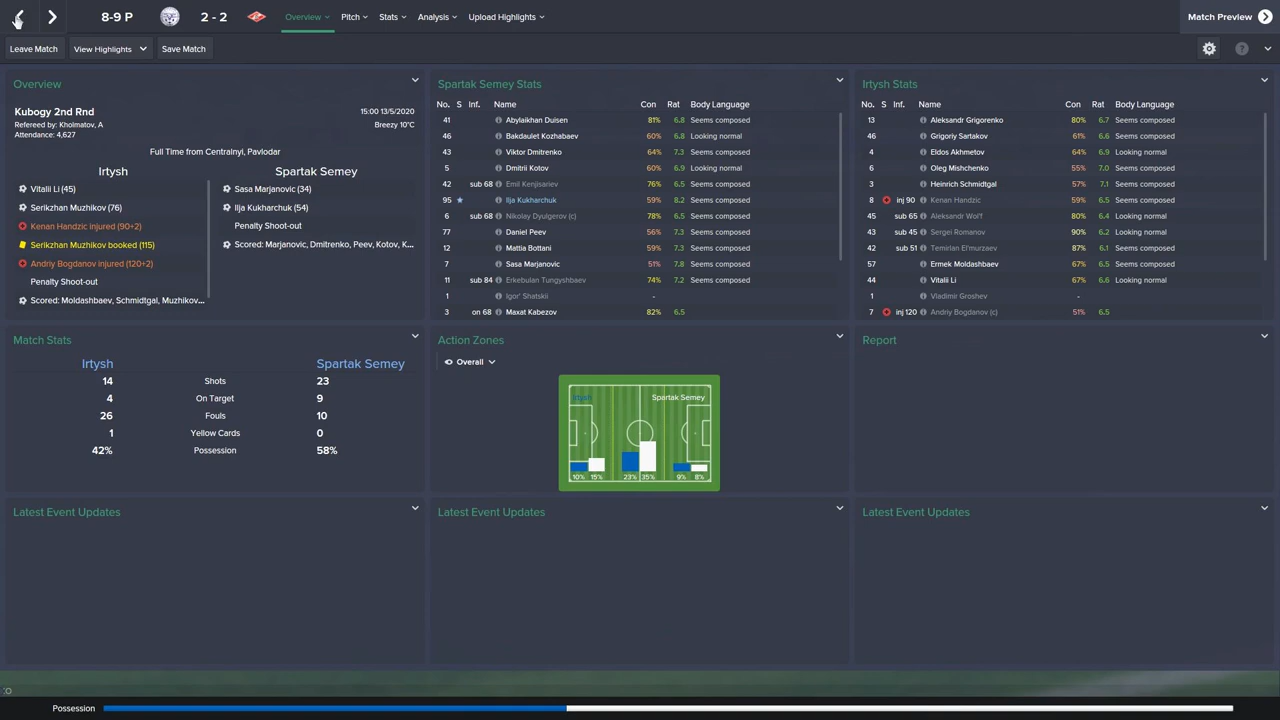 8-9 P 2 - 2 Overview Pitch Stats Analysis Upload Highlights Match Preview
Leave Match View Highlights Save Match
Overview
Kubogy 2nd Rnd 15:00 13/5/2020
Refereed by: Kholmatov, A Breezy 10°C
Attendance: 4,627
Full Time from Centralnyi, Pavlodar
Irtysh Spartak Semey
Vitalii Li (45) Sasa Marjanovic (34)
Serikzhan Muzhikov (76) Ilja Kukharchuk (54)
Kenan Handzic injured (90+2) Penalty Shoot-out
Serikzhan Muzhikov booked (115) Scored: Marjanovic, Dmitrenko, Peev, Kotov, K...
Andriy Bogdanov injured (120+2)
Penalty Shoot-out
Scored: Moldashbaev, Schmidtgal, Muzhikov...
Spartak Semey Stats
No. S Inf. Name Con Rat Body Language
41 Abylaikhan Duisen 81% 6.8 Seems composed
46 Bakdaulet Kozhabaev 60% 6.8 Looking normal
43 Viktor Dmitrenko 64% 7.3 Seems composed
5 Dmitrii Kotov 60% 6.9 Looking normal
42 sub 68 Emil Kenjisariev 76% 6.5 Seems composed
95 Ilja Kukharchuk 59% 8.2 Seems composed
6 sub 68 Nikolay Dyulgerov (c) 78% 6.5 Seems composed
77 Daniel Peev 56% 7.3 Seems composed
12 Mattia Bottani 59% 7.3 Seems composed
7 Sasa Marjanovic 51% 7.8 Seems composed
11 sub 84 Erkebulan Tungyshbaev 74% 7.2 Seems composed
1 Igor' Shatskii -
3 on 68 Maxat Kabezov 82% 6.5
Irtysh Stats
No. S Inf. Name Con Rat Body Language
13 Aleksandr Grigorenko 80% 6.7 Seems composed
46 Grigoriy Sartakov 61% 6.6 Seems composed
4 Eldos Akhmetov 64% 6.9 Looking normal
6 Oleg Mishchenko 55% 7.0 Seems composed
3 Heinrich Schmidtgal 57% 7.1 Seems composed
8 inj 90 Kenan Handzic 59% 6.5 Seems composed
45 sub 65 Aleksandr Wol'f 80% 6.4 Looking normal
43 sub 45 Sergei Romanov 90% 6.2 Looking normal
42 sub 51 Temirlan El'murzaev 87% 6.1 Seems composed
57 Ermek Moldashbaev 67% 6.5 Seems composed
44 Vitalii Li 67% 6.6 Looking normal
1 Vladimir Groshev -
7 inj 120 Andriy Bogdanov (c) 51% 6.5
Match Stats
Irtysh Spartak Semey
14 Shots 23
4 On Target 9
26 Fouls 10
1 Yellow Cards 0
42% Possession 58%
Action Zones
Overall
Irtysh Spartak Semey
10% 15% 23% 35% 9% 8%
Report
Latest Event Updates
Latest Event Updates
Latest Event Updates
:O
Possession